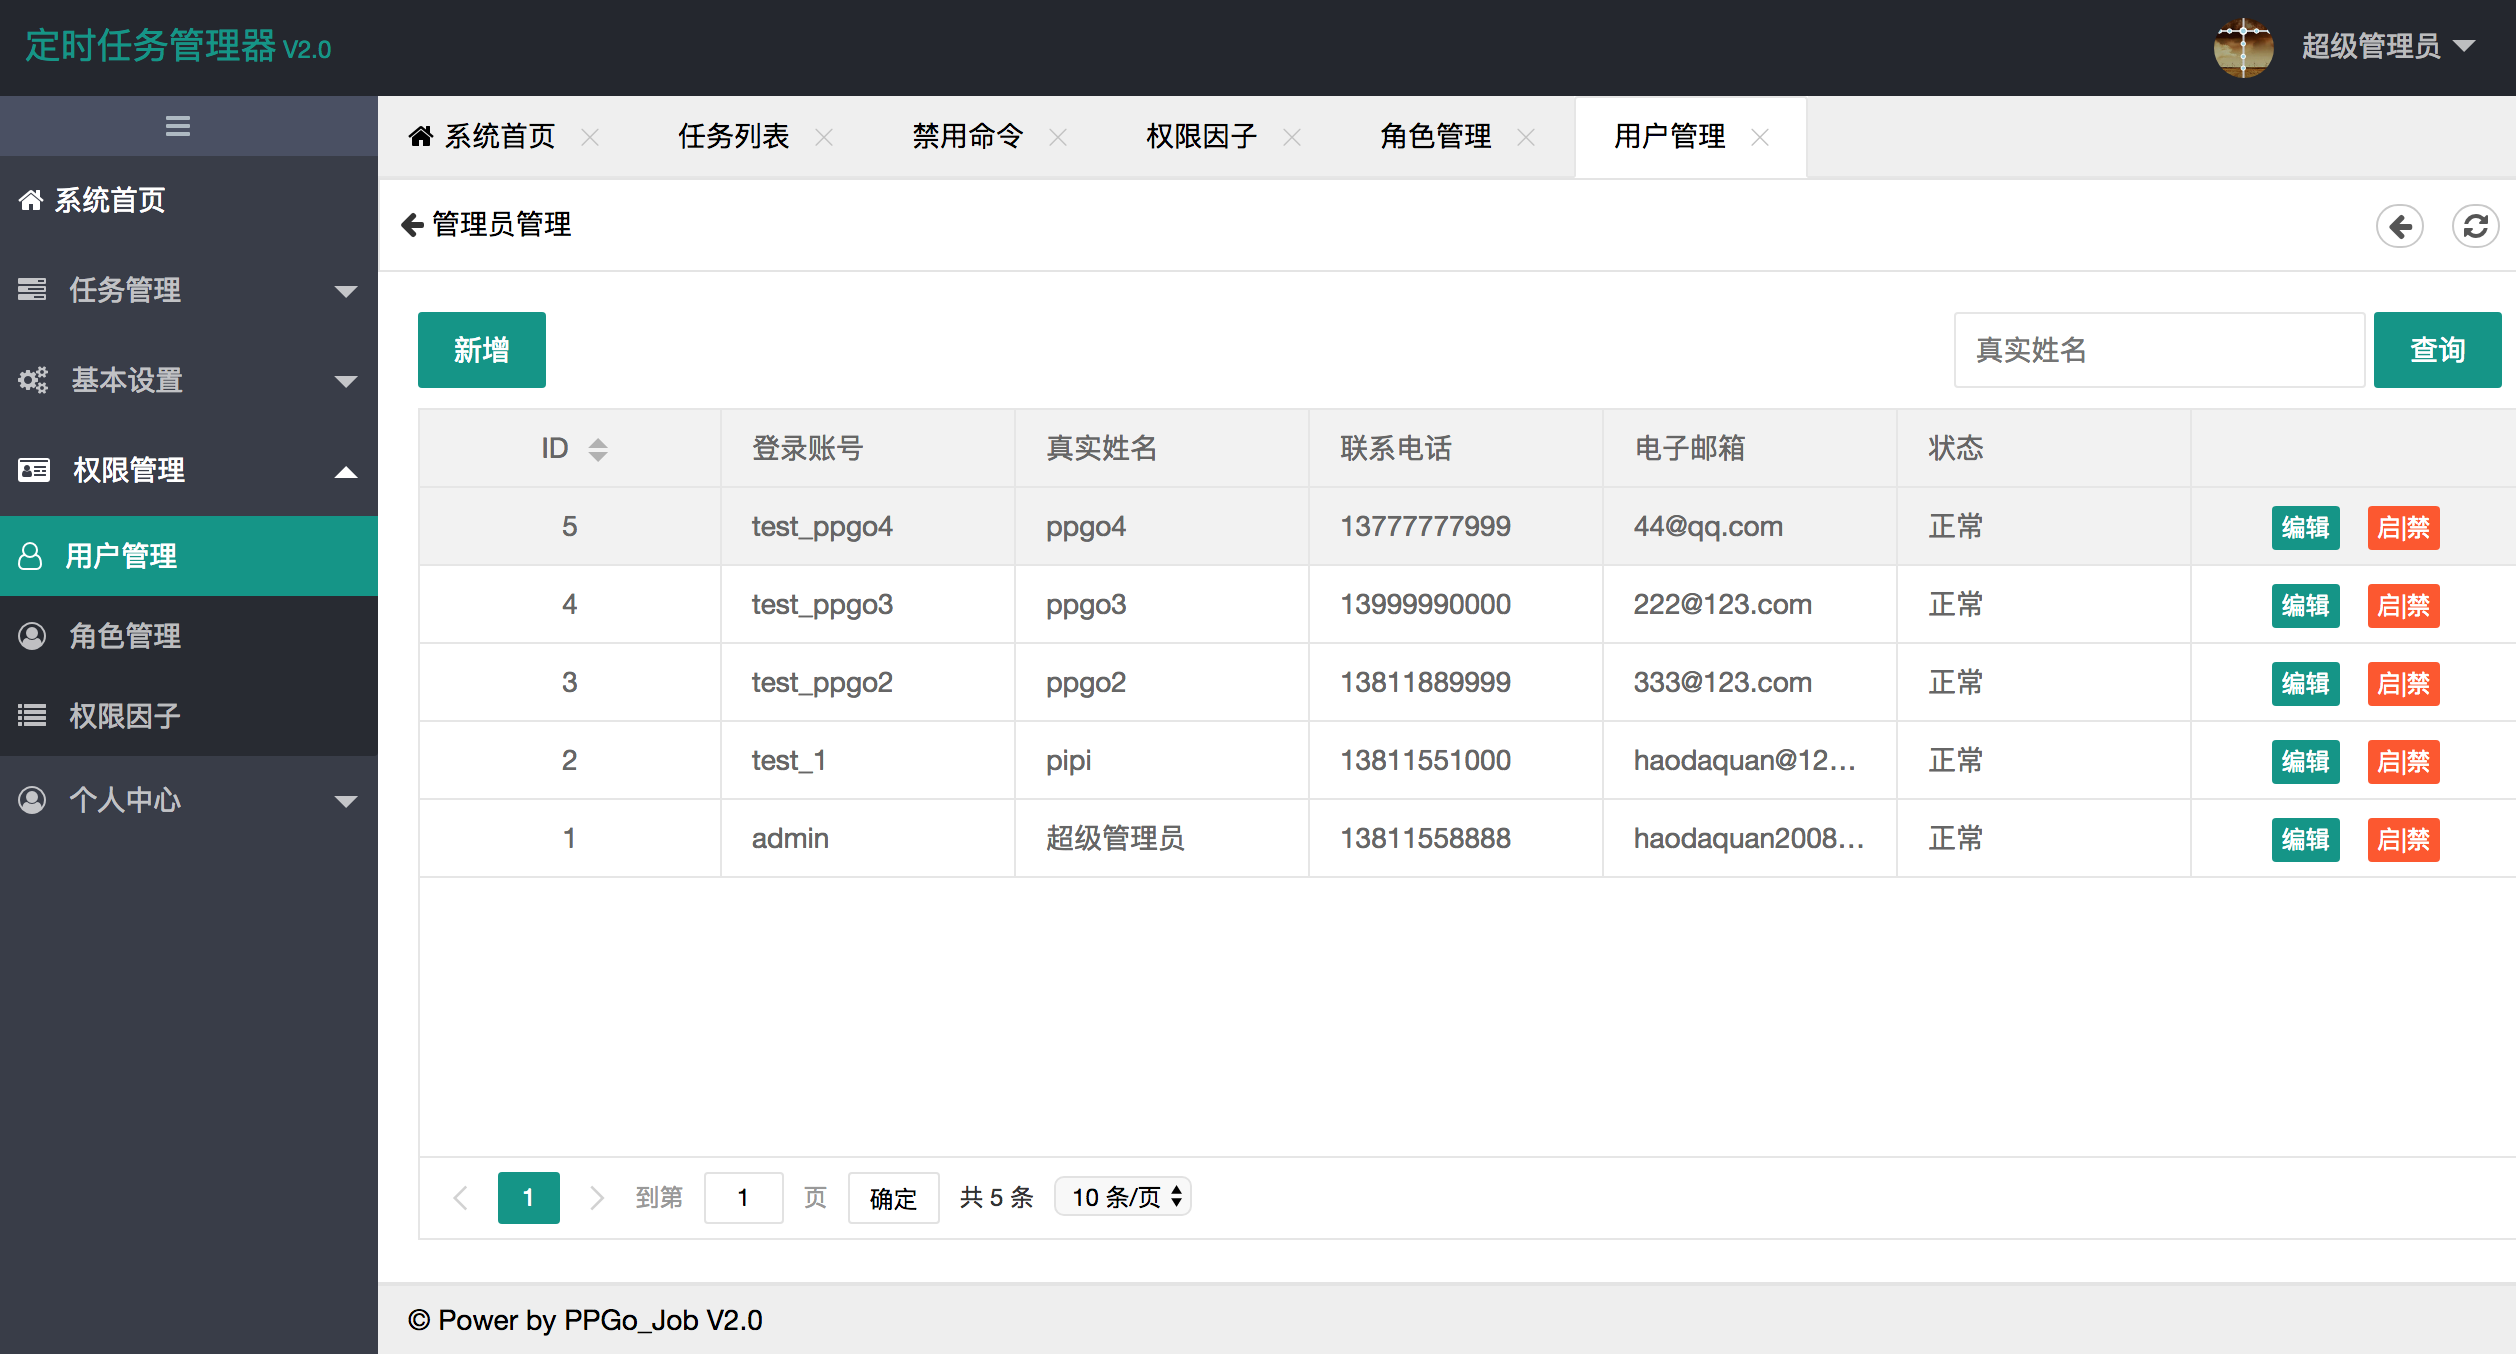 定时任务管理器 V2.0
超级管理员
系统首页
任务管理
基本设置
权限管理
用户管理
角色管理
权限因子
个人中心
系统首页 任务列表 禁用命令 权限因子 角色管理 用户管理
管理员管理
新增 真实姓名 查询
ID 登录账号 真实姓名 联系电话 电子邮箱 状态
5 test_ppgo4 ppgo4 13777777999 44@qq.com 正常 编辑 启|禁
4 test_ppgo3 ppgo3 13999990000 222@123.com 正常 编辑 启|禁
3 test_ppgo2 ppgo2 13811889999 333@123.com 正常 编辑 启|禁
2 test_1 pipi 13811551000 haodaquan@12... 正常 编辑 启|禁
1 admin 超级管理员 13811558888 haodaquan2008... 正常 编辑 启|禁
1 到第 1 页 确定 共 5 条 10 条/页
© Power by PPGo_Job V2.0